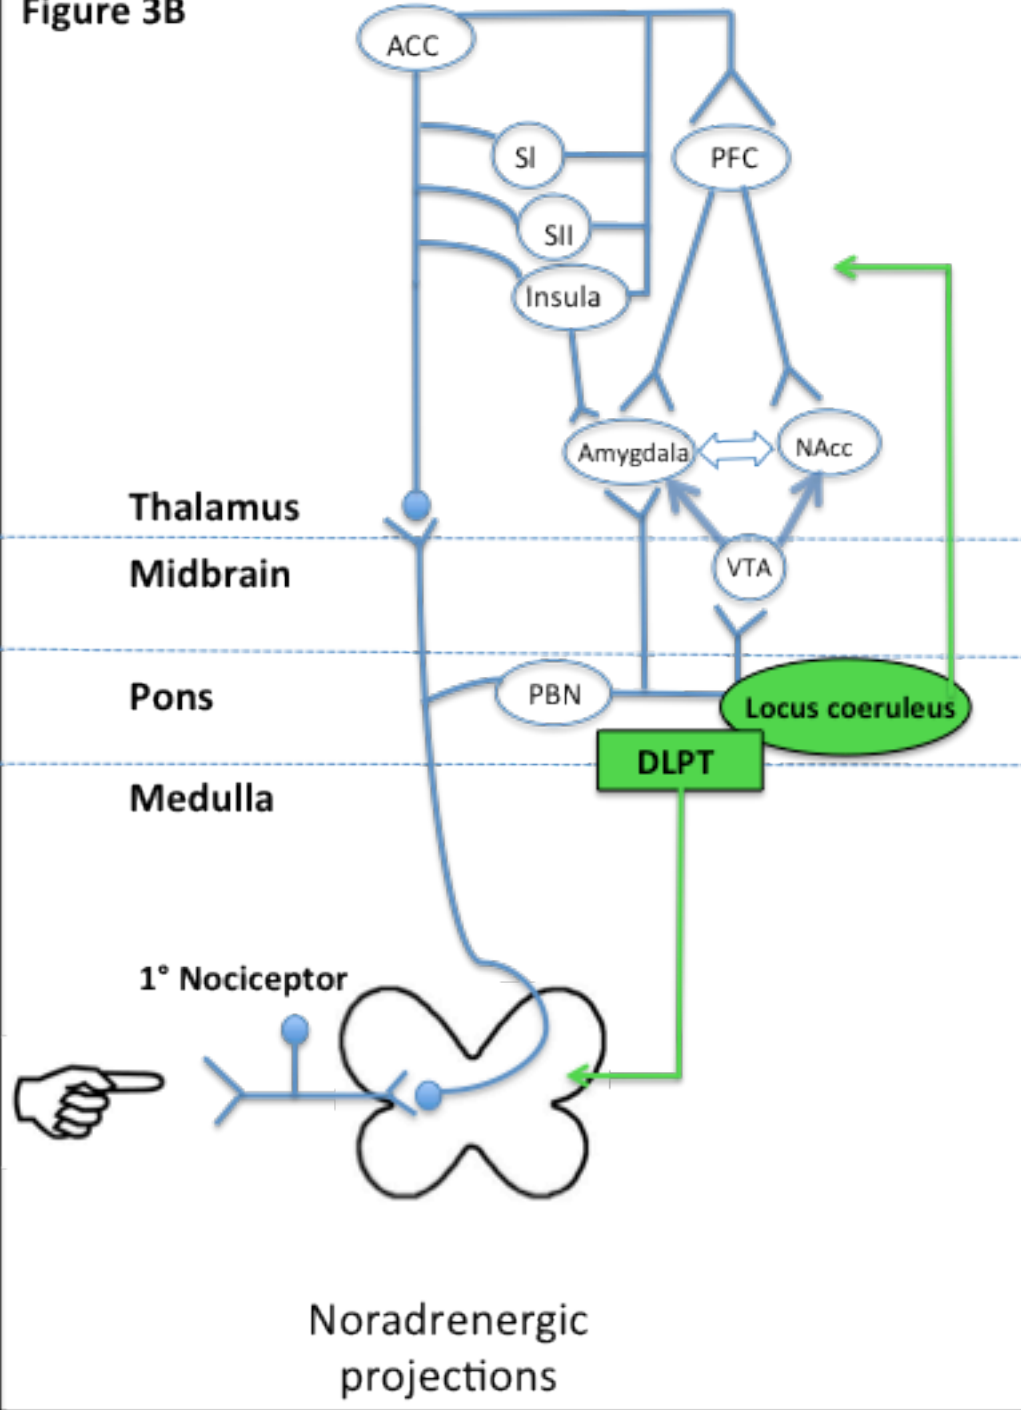 Figure 3B
ACC
SI
PFC
SII
Insula
Amygdala
NAcc
Thalamus
VTA
Midbrain
PBN
Pons
Locus coeruleus
DLPT
Medulla
1° Nociceptor
Noradrenergic
projections